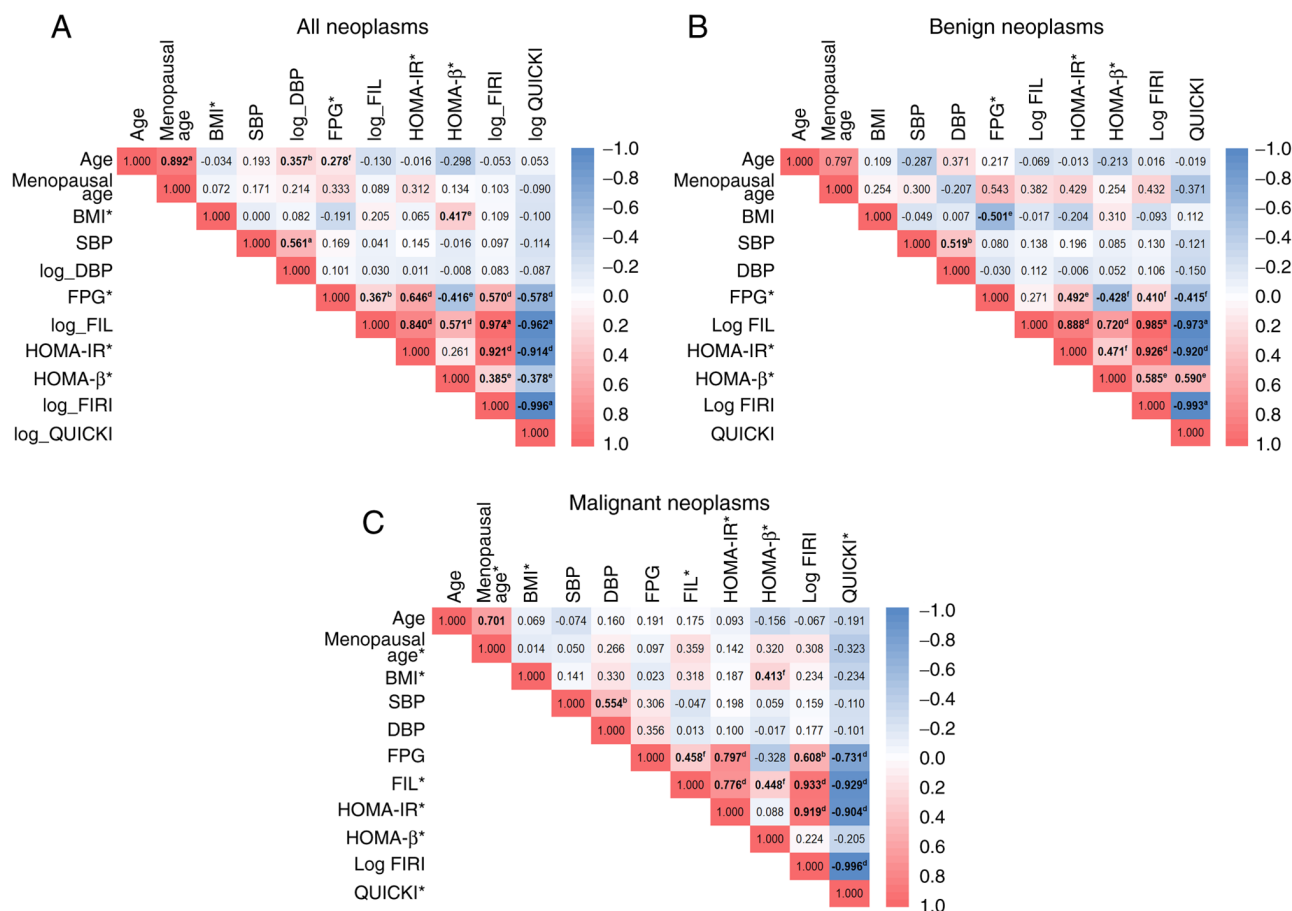 A
All neoplasms
Age
Menopausal
age
BMI*
SBP
log_DBP
FPG*
log_FIL
HOMA-IR*
HOMA-β*
log_FIRI
log QUICKI
Age 1.000 0.892ᵃ -0.034 0.193 0.357ᵇ 0.278ᶠ -0.130 -0.016 -0.298 -0.053 0.053
Menopausal
age 1.000 0.072 0.171 0.214 0.333 0.089 0.312 0.134 0.103 -0.090
BMI* 1.000 0.000 0.082 -0.191 0.205 0.065 0.417ᵉ 0.109 -0.100
SBP 1.000 0.561ᵃ 0.169 0.041 0.145 -0.016 0.097 -0.114
log_DBP 1.000 0.101 0.030 0.011 -0.008 0.083 -0.087
FPG* 1.000 0.367ᵇ 0.646ᵈ -0.416ᵉ 0.570ᵈ -0.578ᵈ
log_FIL 1.000 0.840ᵈ 0.571ᵈ 0.974ᵃ -0.962ᵃ
HOMA-IR* 1.000 0.261 0.921ᵈ -0.914ᵈ
HOMA-β* 1.000 0.385ᵉ -0.378ᵉ
log_FIRI 1.000 -0.996ᵃ
log_QUICKI 1.000
−1.0
−0.8
−0.6
−0.4
−0.2
0.0
0.2
0.4
0.6
0.8
1.0
B
Benign neoplasms
Age
Menopausal
age
BMI
SBP
DBP
FPG*
Log FIL
HOMA-IR*
HOMA-β*
Log FIRI
QUICKI
Age 1.000 0.797 0.109 -0.287 0.371 0.217 -0.069 -0.013 -0.213 0.016 -0.019
Menopausal
age 1.000 0.254 0.300 -0.207 0.543 0.382 0.429 0.254 0.432 -0.371
BMI 1.000 -0.049 0.007 -0.501ᵉ -0.017 -0.204 0.310 -0.093 0.112
SBP 1.000 0.519ᵇ 0.080 0.138 0.196 0.085 0.130 -0.121
DBP 1.000 -0.030 0.112 -0.006 0.052 0.106 -0.150
FPG* 1.000 0.271 0.492ᵉ -0.428ᶠ 0.410ᶠ -0.415ᶠ
Log FIL 1.000 0.888ᵈ 0.720ᵈ 0.985ᵃ -0.973ᵃ
HOMA-IR* 1.000 0.471ᶠ 0.926ᵈ -0.920ᵈ
HOMA-β* 1.000 0.585ᵉ 0.590ᵉ
Log FIRI 1.000 -0.993ᵃ
QUICKI 1.000
−1.0
−0.8
−0.6
−0.4
−0.2
0.0
0.2
0.4
0.6
0.8
1.0
C
Malignant neoplasms
Age
Menopausal
age*
BMI*
SBP
DBP
FPG
FIL*
HOMA-IR*
HOMA-β*
Log FIRI
QUICKI*
Age 1.000 0.701 0.069 -0.074 0.160 0.191 0.175 0.093 -0.156 -0.067 -0.191
Menopausal
age* 1.000 0.014 0.050 0.266 0.097 0.359 0.142 0.320 0.308 -0.323
BMI* 1.000 0.141 0.330 0.023 0.318 0.187 0.413ᶠ 0.234 -0.234
SBP 1.000 0.554ᵇ 0.306 -0.047 0.198 0.059 0.159 -0.110
DBP 1.000 0.356 0.013 0.100 -0.017 0.177 -0.101
FPG 1.000 0.458ᶠ 0.797ᵈ -0.328 0.608ᵇ -0.731ᵈ
FIL* 1.000 0.776ᵈ 0.448ᶠ 0.933ᵈ -0.929ᵈ
HOMA-IR* 1.000 0.088 0.919ᵈ -0.904ᵈ
HOMA-β* 1.000 0.224 -0.205
Log FIRI 1.000 -0.996ᵈ
QUICKI* 1.000
−1.0
−0.8
−0.6
−0.4
−0.2
0.0
0.2
0.4
0.6
0.8
1.0